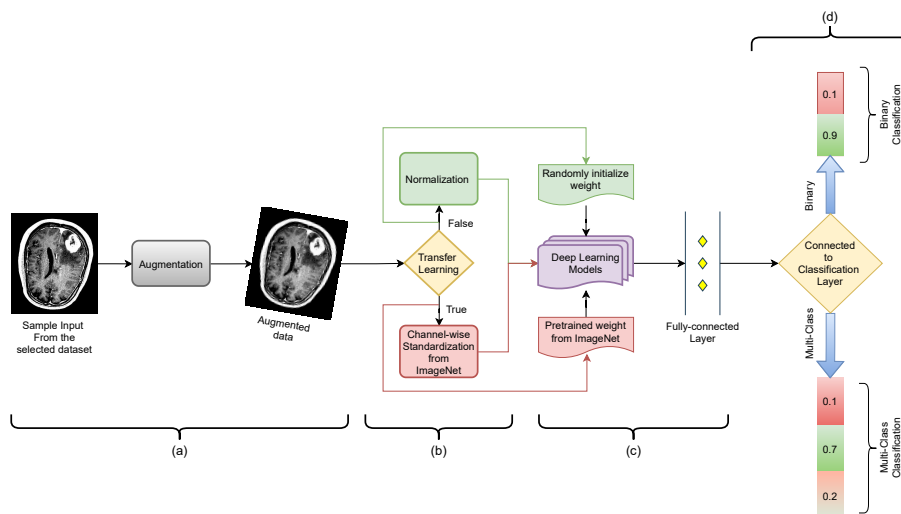 Sample Input
From the
selected dataset
Augmentation
Augmented
data
(a)
Normalization
False
Transfer
Learning
True
Channel-wise
Standardization
from
ImageNet
(b)
Randomly initialize
weight
Deep Learning
Models
Pretrained weight
from ImageNet
Fully-connected
Layer
(c)
(d)
0.1
0.9
Binary
Classification
Binary
Connected
to
Classification
Layer
Multi-Class
0.1
0.7
0.2
Multi-Class
Classification